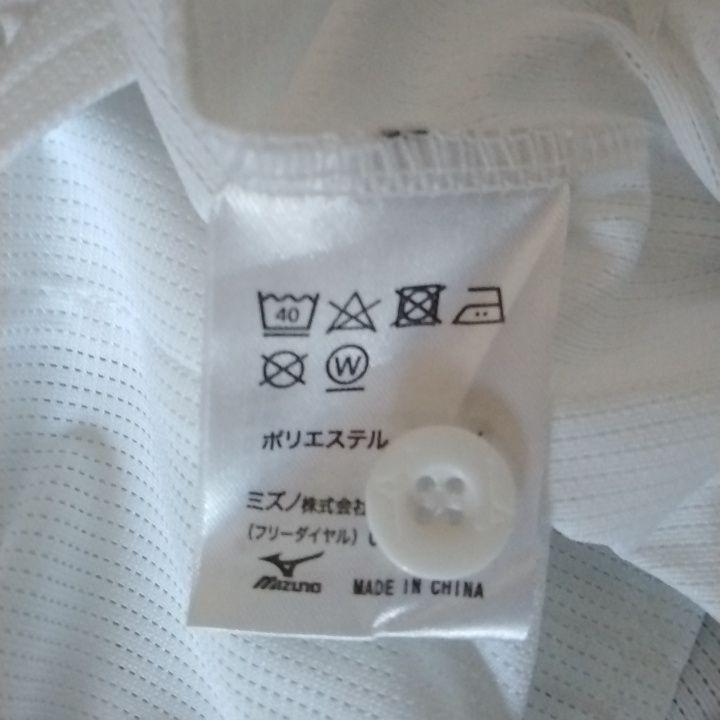 40
W
ポリエステル
ミズノ株式会社
(フリーダイヤル)
Mizuno
MADE IN CHINA